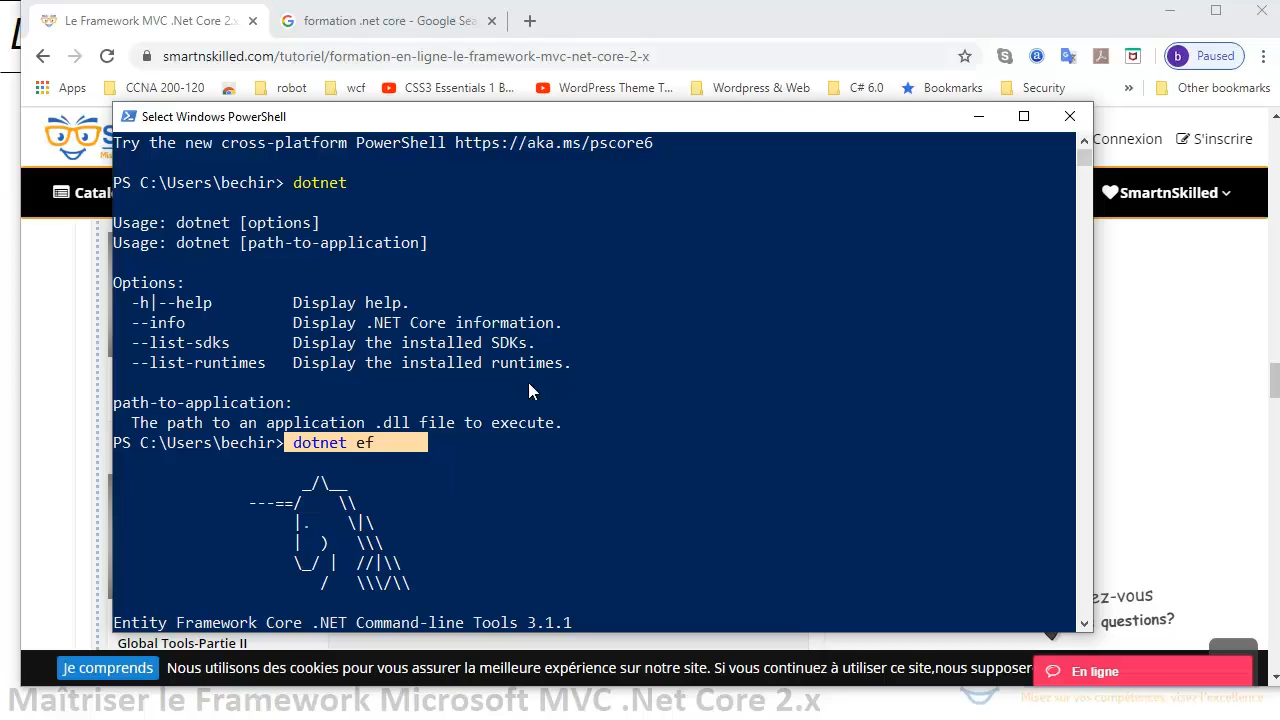 Le Framework MVC .Net Core 2.x
formation .net core - Google Sea
smartnskilled.com/tutoriel/formation-en-ligne-le-framework-mvc-net-core-2-x
b Paused
Apps CCNA 200-120 robot wcf CSS3 Essentials 1 B... WordPress Theme T... Wordpress & Web C# 6.0 Bookmarks Security » Other bookmarks
Select Windows PowerShell
Connexion S'inscrire
Catalo
SmartnSkilled
Try the new cross-platform PowerShell https://aka.ms/pscore6
PS C:\Users\bechir> dotnet
Usage: dotnet [options]
Usage: dotnet [path-to-application]
Options:
-h|--help Display help.
--info Display .NET Core information.
--list-sdks Display the installed SDKs.
--list-runtimes Display the installed runtimes.
path-to-application:
The path to an application .dll file to execute.
PS C:\Users\bechir> dotnet ef
_/\__
---==/ \\
|. \|\
| ) \\\
\_/ | //|\\
/ \\\/\\
Entity Framework Core .NET Command-line Tools 3.1.1
ez-vous
questions?
Global Tools-Partie II
Je comprends Nous utilisons des cookies pour vous assurer la meilleure expérience sur notre site. Si vous continuez à utiliser ce site,nous supposer
En ligne
Maîtriser le Framework Microsoft MVC .Net Core 2.x
Misez sur vos compétences, visez l'excellence